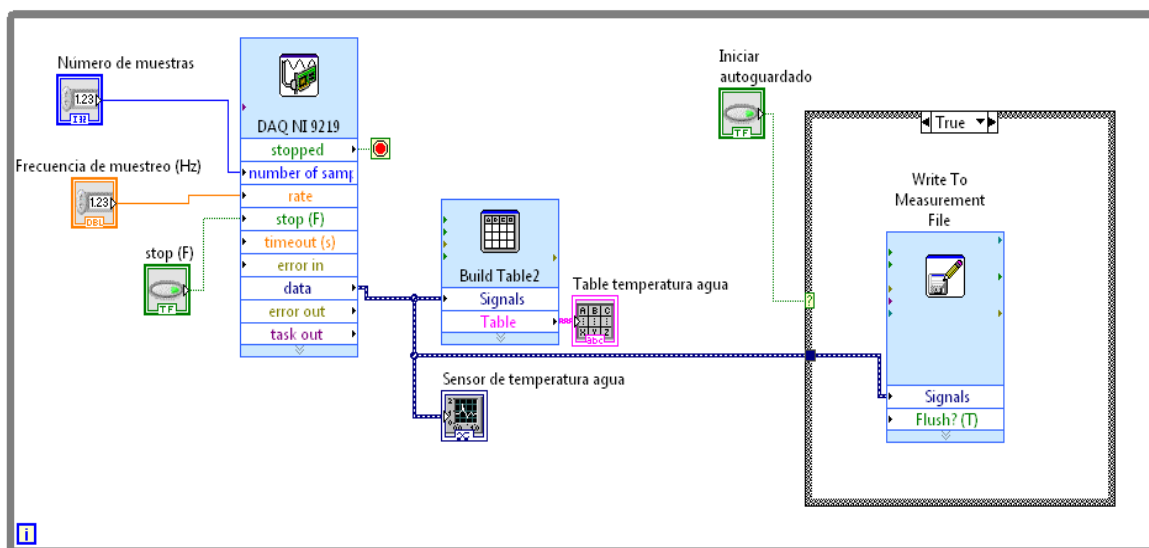 Número de muestras
1.23
I32
DAQ NI 9219
stopped
number of samp
Frecuencia de muestreo (Hz)
1.23
DBL
rate
stop (F)
timeout (s)
error in
data
error out
task out
stop (F)
TF
Build Table2
Signals
Table
Table temperatura agua
A B C
X Y Z
abc
Sensor de temperatura agua
Iniciar
autoguardado
TF
?
True
Write To
Measurement
File
Signals
Flush? (T)
i